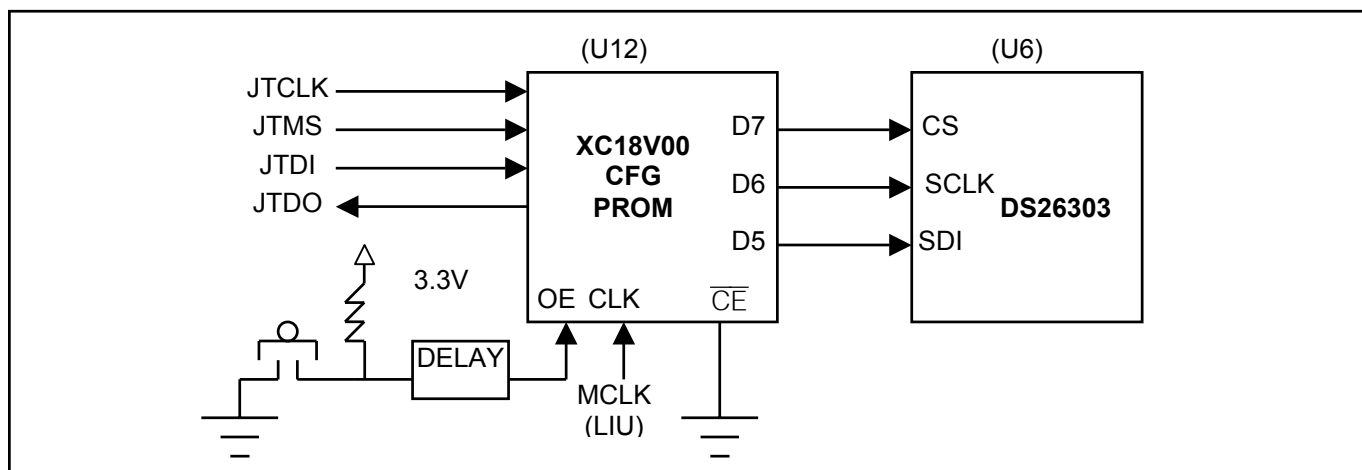 (U12)
(U6)
JTCLK
JTMS
JTDI
JTDO
XC18V00
CFG
PROM
D7
D6
D5
CS
SCLK
SDI
DS26303
3.3V
OE
CLK
CE
DELAY
MCLK
(LIU)